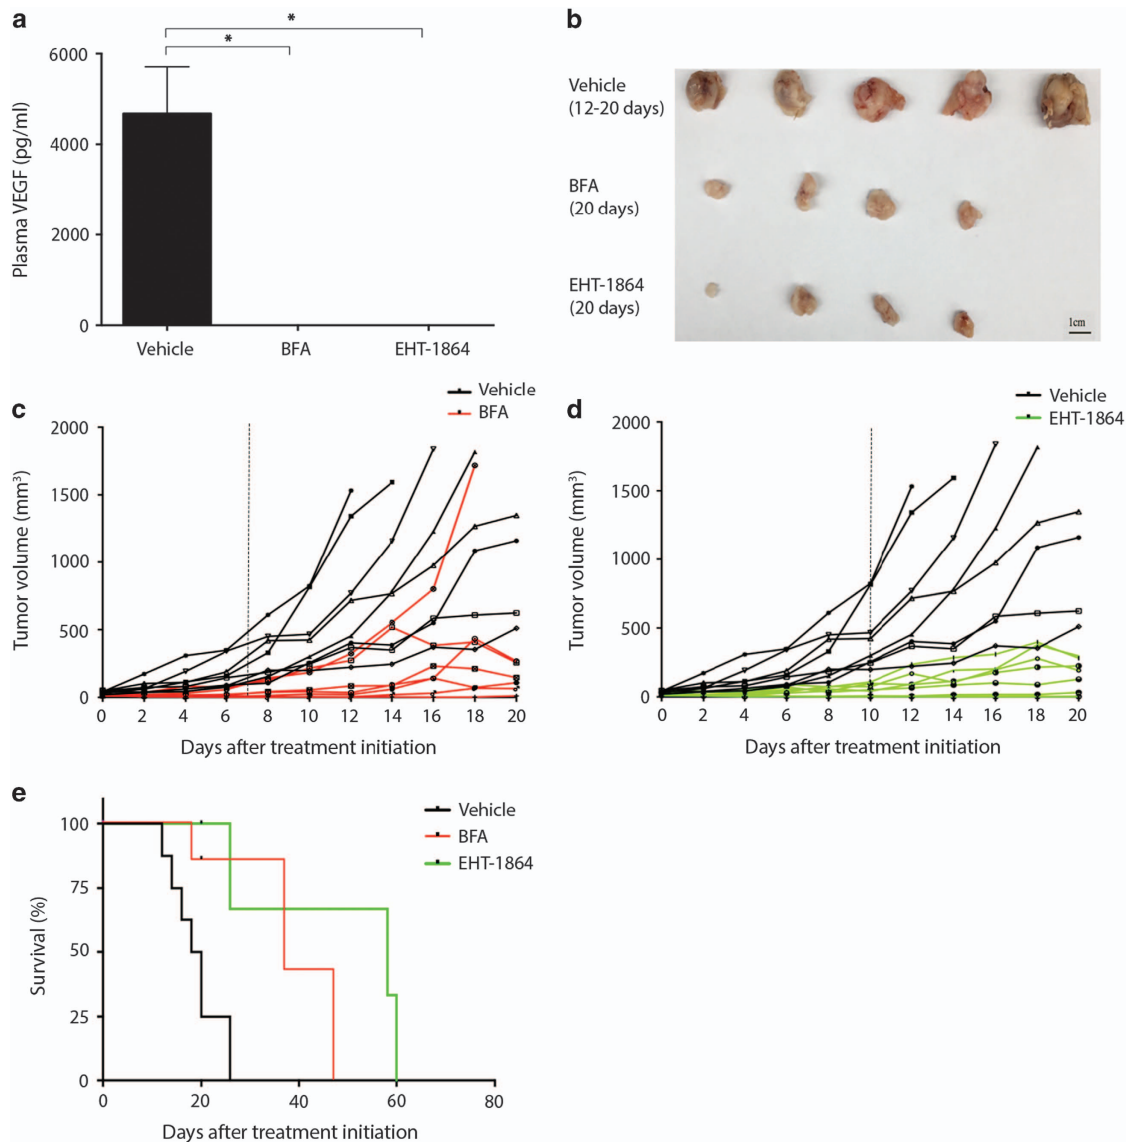 a
*
*
6000
4000
2000
0
Plasma VEGF (pg/ml)
Vehicle BFA EHT-1864
b
Vehicle
(12-20 days)
BFA
(20 days)
EHT-1864
(20 days)
1cm
c
Vehicle
BFA
2000
1500
1000
500
0
Tumor volume (mm³)
0 2 4 6 8 10 12 14 16 18 20
Days after treatment initiation
d
Vehicle
EHT-1864
2000
1500
1000
500
0
Tumor volume (mm³)
0 2 4 6 8 10 12 14 16 18 20
Days after treatment initiation
e
Vehicle
BFA
EHT-1864
100
75
50
25
0
Survival (%)
0 20 40 60 80
Days after treatment initiation